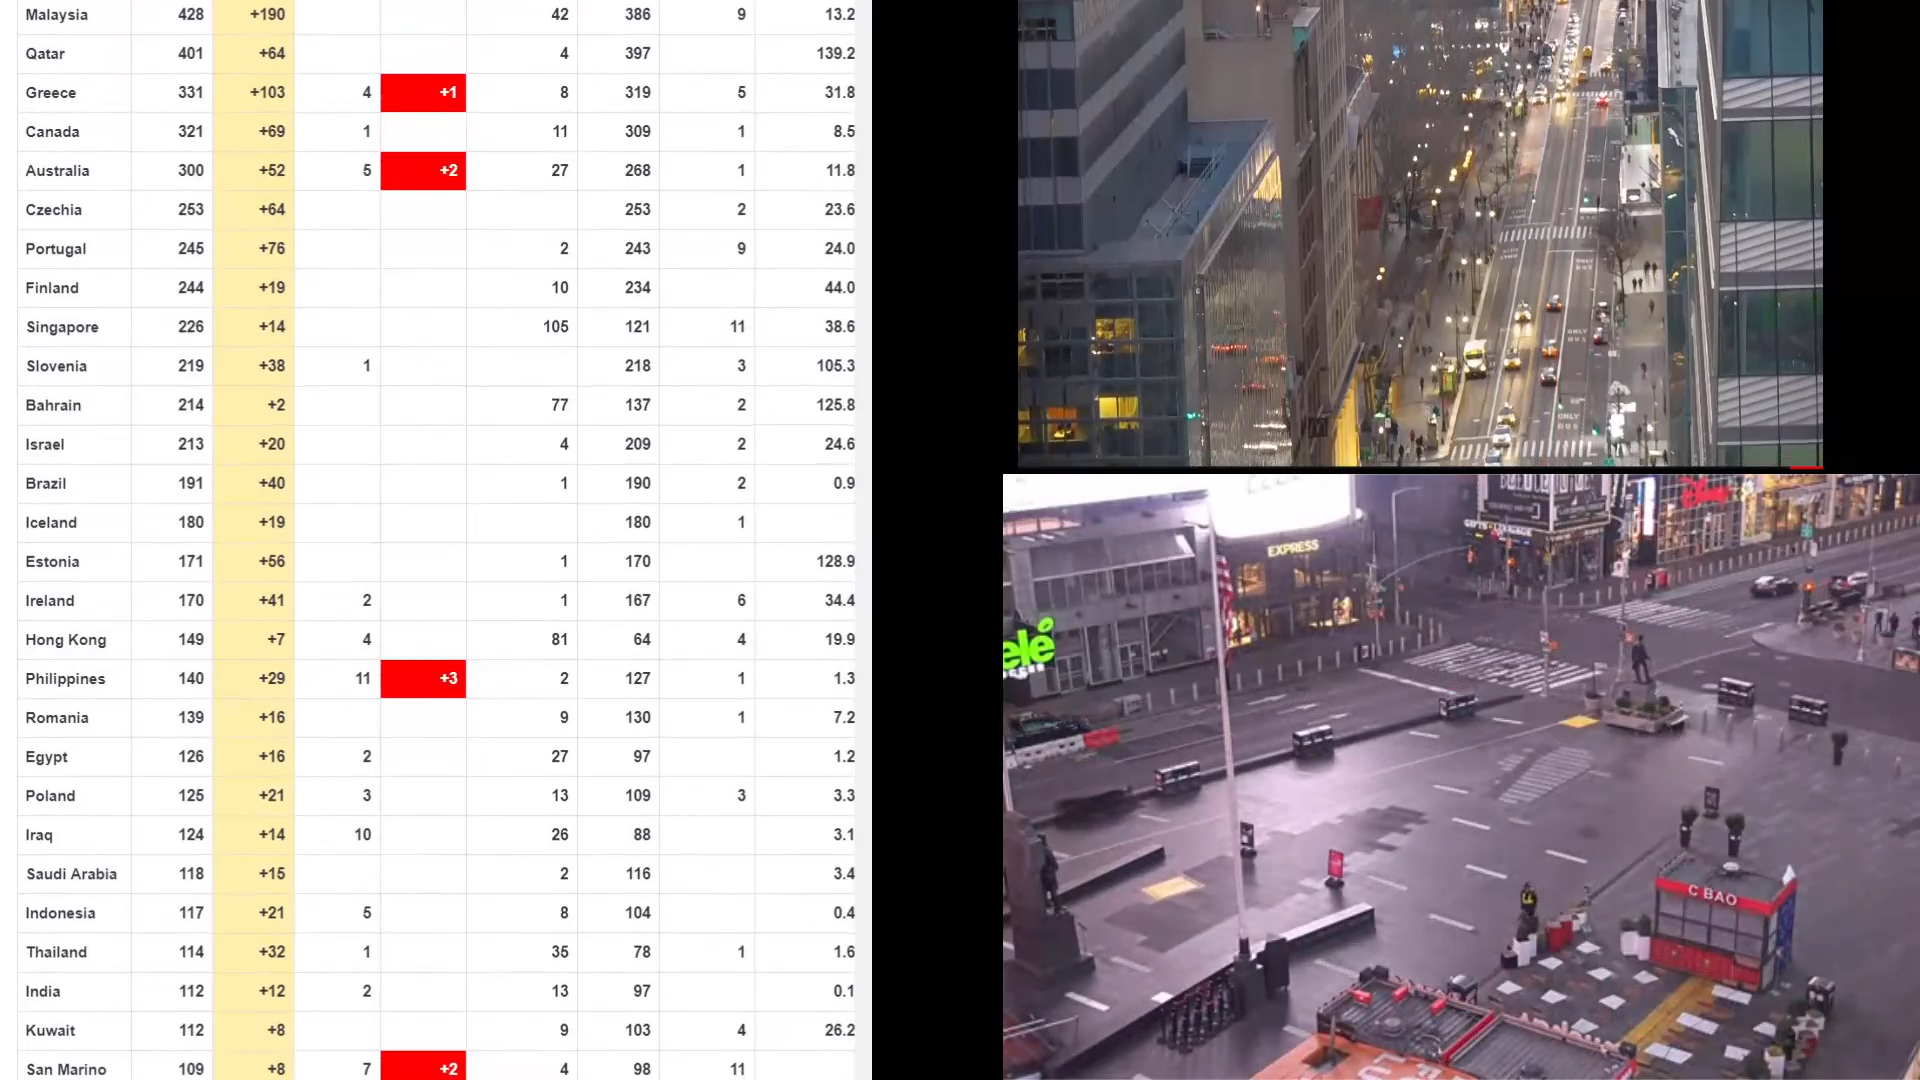 Malaysia 428 +190 42 386 9 13.2
Qatar 401 +64 4 397 139.2
Greece 331 +103 4 +1 8 319 5 31.8
Canada 321 +69 1 11 309 1 8.5
Australia 300 +52 5 +2 27 268 1 11.8
Czechia 253 +64 253 2 23.6
Portugal 245 +76 2 243 9 24.0
Finland 244 +19 10 234 44.0
Singapore 226 +14 105 121 11 38.6
Slovenia 219 +38 1 218 3 105.3
Bahrain 214 +2 77 137 2 125.8
Israel 213 +20 4 209 2 24.6
Brazil 191 +40 1 190 2 0.9
Iceland 180 +19 180 1
Estonia 171 +56 1 170 128.9
Ireland 170 +41 2 1 167 6 34.4
Hong Kong 149 +7 4 81 64 4 19.9
Philippines 140 +29 11 +3 2 127 1 1.3
Romania 139 +16 9 130 1 7.2
Egypt 126 +16 2 27 97 1.2
Poland 125 +21 3 13 109 3 3.3
Iraq 124 +14 10 26 88 3.1
Saudi Arabia 118 +15 2 116 3.4
Indonesia 117 +21 5 8 104 0.4
Thailand 114 +32 1 35 78 1 1.6
India 112 +12 2 13 97 0.1
Kuwait 112 +8 9 103 4 26.2
San Marino 109 +8 7 +2 4 98 11
ONLY
BUS
ONLY
BUS
ONLY
EXPRESS
elé
C BAO